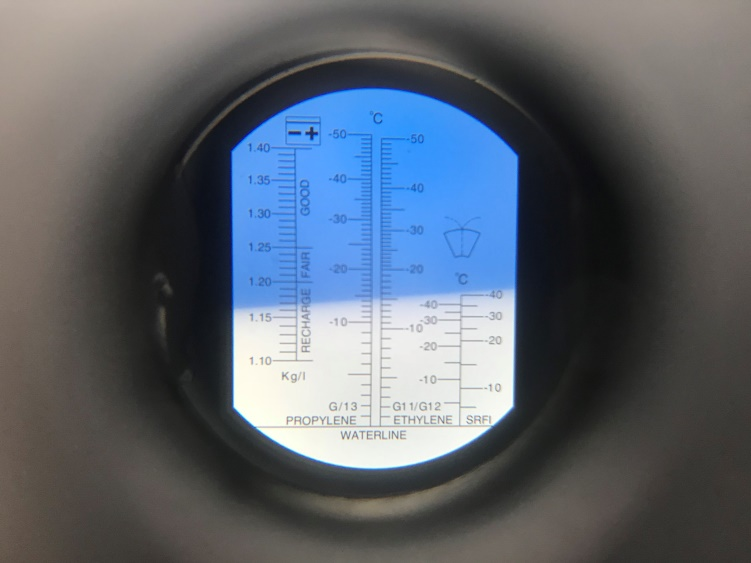 °C
- +
-50 -50
1.40
1.35 GOOD -40 -40
1.30 -30 -30
1.25
FAIR -20 -20 °C
1.20
-40 -40
1.15 RECHARGE -10 -10 -30 -30
-20 -20
1.10
-10 -10
Kg/l
G/13 G11/G12
PROPYLENE ETHYLENE SRFL
WATERLINE